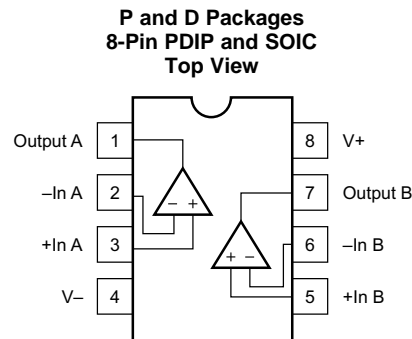 P and D Packages
8-Pin PDIP and SOIC
Top View
Output A 1 8 V+
–In A 2 7 Output B
+In A 3 6 –In B
V– 4 5 +In B
− +
+ −